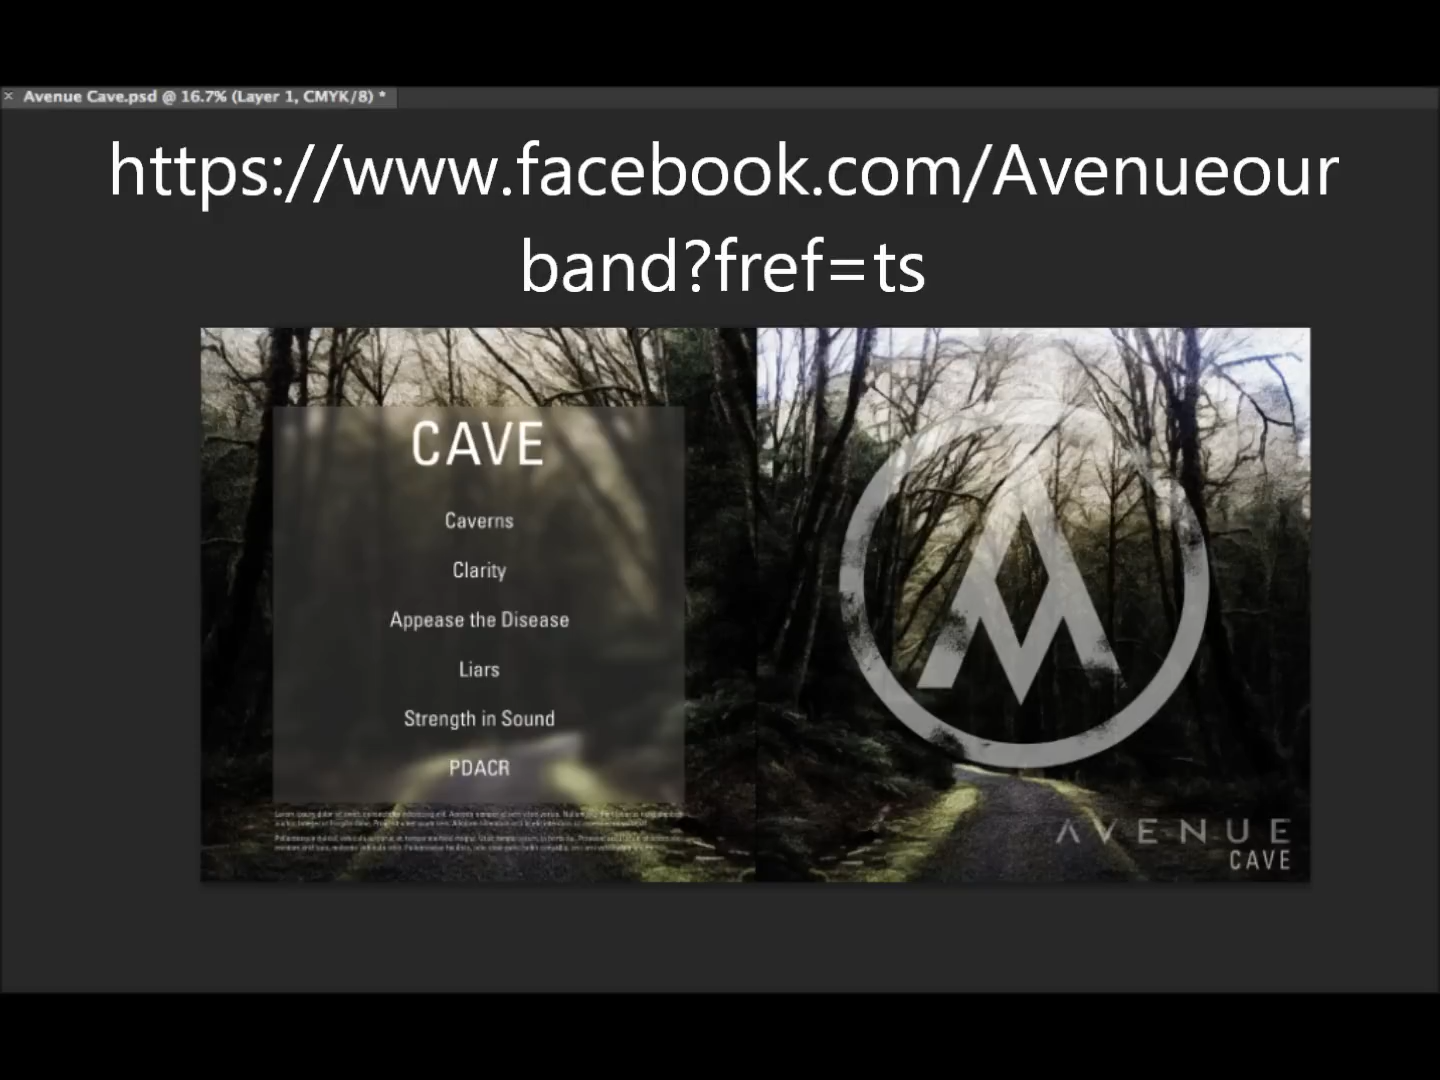 × Avenue Cave.psd @ 16.7% (Layer 1, CMYK/8) *
https://www.facebook.com/Avenueour
band?fref=ts
CAVE
Caverns
Clarity
Appease the Disease
Liars
Strength in Sound
PDACR
AVENUE
CAVE